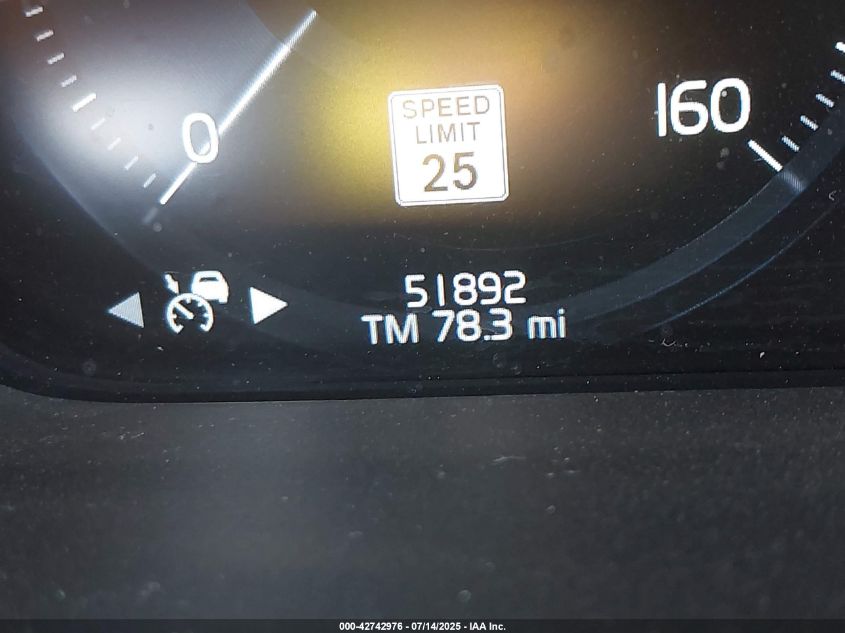 0
160
SPEED
LIMIT
25
51892
TM 78.3 mi
000-42742976 - 07/14/2025 - IAA Inc.